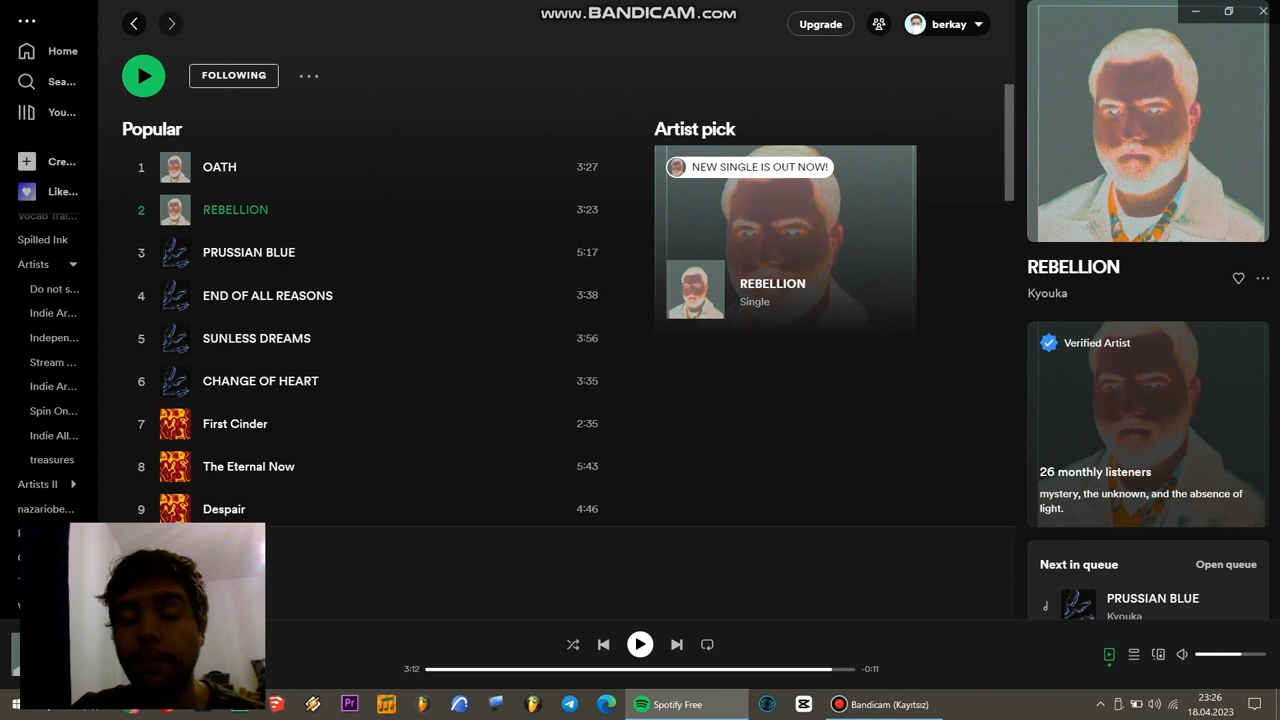 WWW.BANDICAM.COM
Upgrade
berkay
Home
Sea...
You...
Cre...
Like...
Spilled Ink
Artists
Do not s...
Indie Ar...
Indepen...
Stream ...
Indie Ar...
Spin On...
Indie All...
treasures
Artists II
nazariobe...
FOLLOWING
Popular
1 OATH 3:27
2 REBELLION 3:23
3 PRUSSIAN BLUE 5:17
4 END OF ALL REASONS 3:38
5 SUNLESS DREAMS 3:56
6 CHANGE OF HEART 3:35
7 First Cinder 2:35
8 The Eternal Now 5:43
9 Despair 4:46
Artist pick
NEW SINGLE IS OUT NOW!
REBELLION
Single
REBELLION
Kyouka
Verified Artist
26 monthly listeners
mystery, the unknown, and the absence of
light.
Next in queue Open queue
PRUSSIAN BLUE
Kyouka
3:12 -0:11
Pr
Spotify Free
Bandicam (Kayıtsız)
23:26
18.04.2023